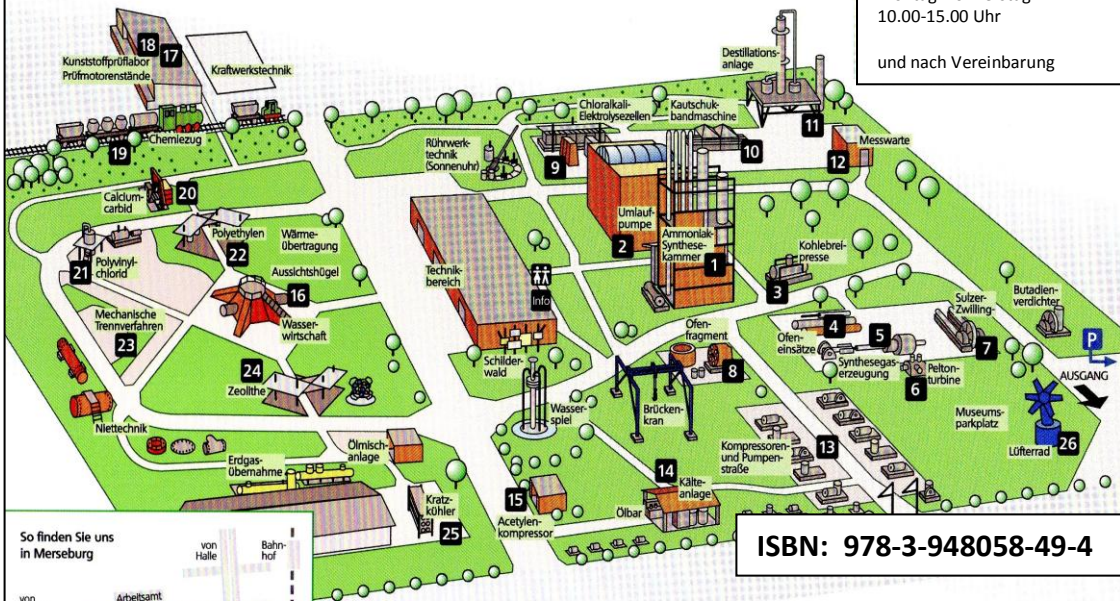 10.00-15.00 Uhr
und nach Vereinbarung
18
17
Kunststoffprüflabor
Prüfmotorenstände
Kraftwerkstechnik
Destillations-
anlage
11
Chemiezug
19
Chloralkali-
Elektrolysezellen
Kautschuk-
bandmaschine
Rührwerk-
technik
(Sonnenuhr)
9
10
Messwarte
12
Calcium-
carbid
20
Polyethylen
22
Wärme-
übertragung
21
Polyvinyl-
chlorid
Aussichtshügel
16
Wasser-
wirtschaft
Mechanische
Trennverfahren
23
Technik-
bereich
Info
Umlauf-
pumpe
2
Ammoniak-
Synthese-
kammer
1
Kohlebrei-
presse
3
Butadien-
verdichter
Sulzer-
Zwilling
7
4
Ofen-
einsätze
5
Synthesegas-
erzeugung
6
Pelton-
turbine
P
AUSGANG
Ofen-
fragment
8
Schilder-
wald
24
Zeolithe
Wasser-
spiel
Brücken-
kran
Museums-
parkplatz
Lüfterrad
26
Niettechnik
Ölmisch-
anlage
Kompressoren-
und Pumpen-
straße
13
Erdgas-
übernahme
Kratz-
kühler
25
15
Acetylen-
kompressor
14
Kälte-
anlage
Ölbar
ISBN: 978-3-948058-49-4
So finden Sie uns
in Merseburg
von
Halle
Bahn-
hof
von
Arbeitsamt